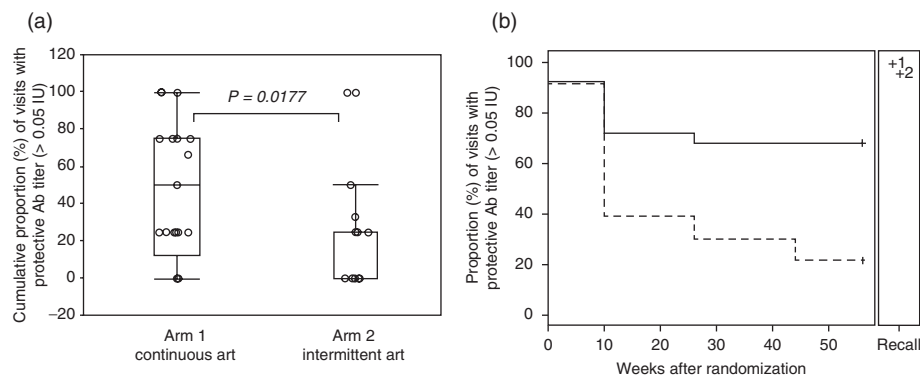 (a)
Cumulative proportion (%) of visits with
protective Ab titer (> 0.05 IU)
120
100
80
60
40
20
0
−20
P = 0.0177
Arm 1
continuous art
Arm 2
intermittent art
(b)
Proportion (%) of visits with
protective Ab titer (> 0.05 IU)
100
80
60
40
20
0
0 10 20 30 40 50
Weeks after randomization
+1
+2
Recall